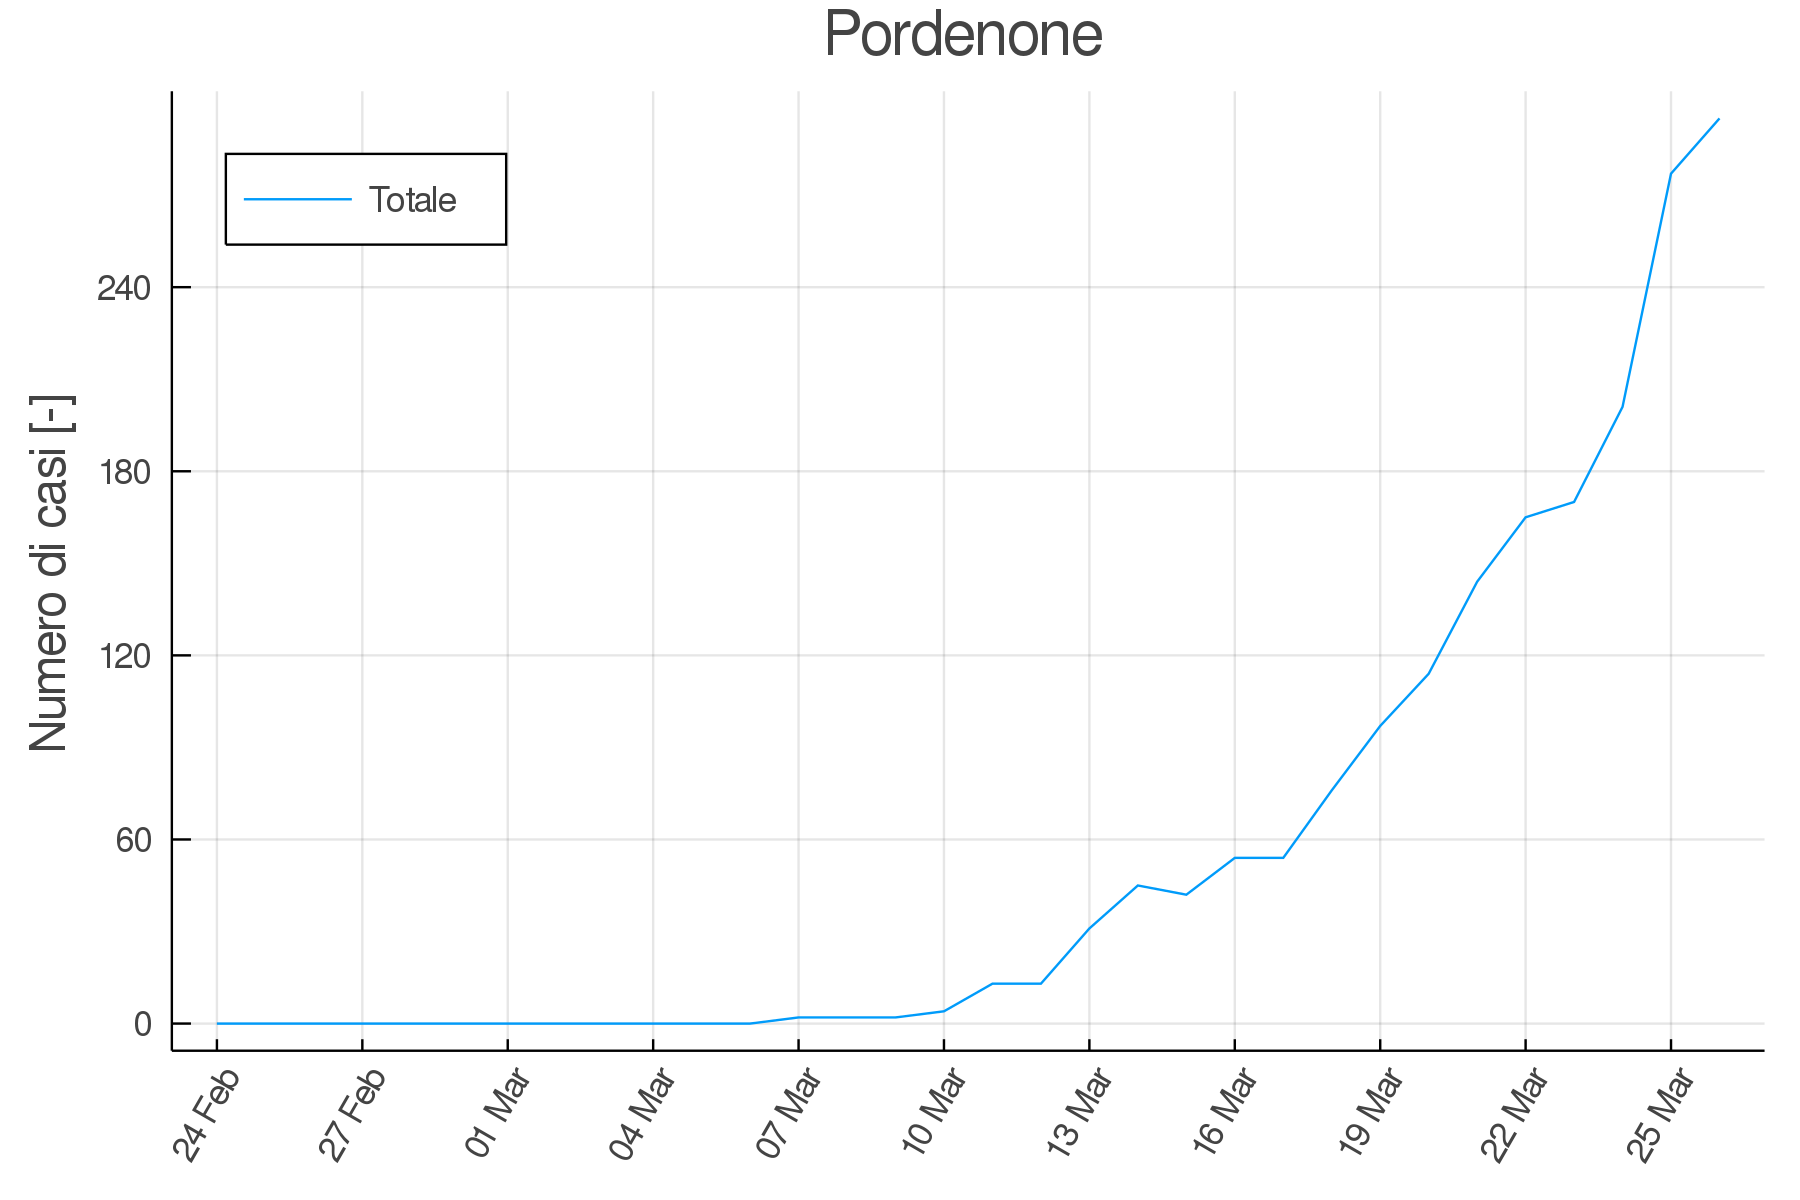 Pordenone
Totale
Numero di casi [-]
240
180
120
60
0
24 Feb
27 Feb
01 Mar
04 Mar
07 Mar
10 Mar
13 Mar
16 Mar
19 Mar
22 Mar
25 Mar